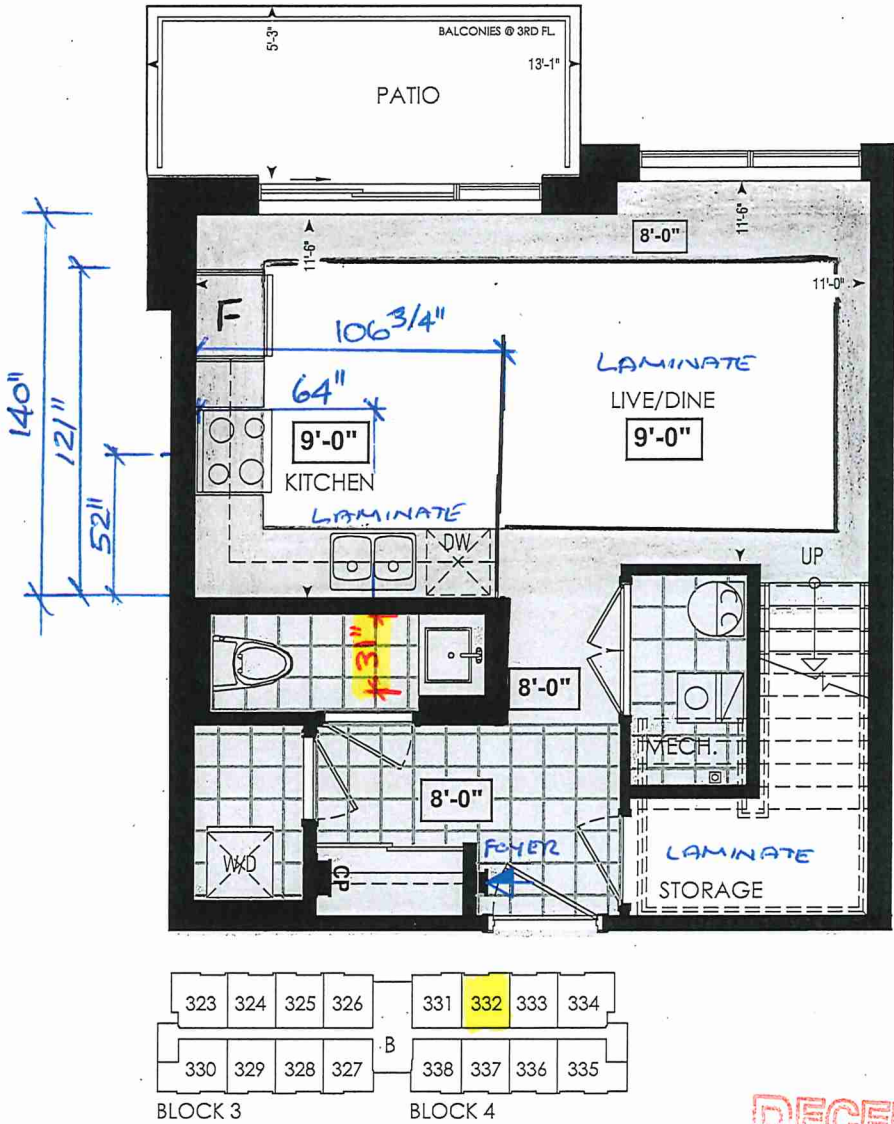 BALCONIES @ 3RD FL.
5'-3"
13'-1"
PATIO
8'-0"
11'-6"
11'-6"
11'-0"
F
106 3/4"
LAMINATE
LIVE/DINE
9'-0"
64"
9'-0"
KITCHEN
LAMINATE
140"
121"
52"
DW
UP
31"
8'-0"
MECH.
8'-0"
W/D
CP
FOYER
LAMINATE
STORAGE
323 324 325 326 331 332 333 334
B
330 329 328 327 338 337 336 335
BLOCK 3 BLOCK 4